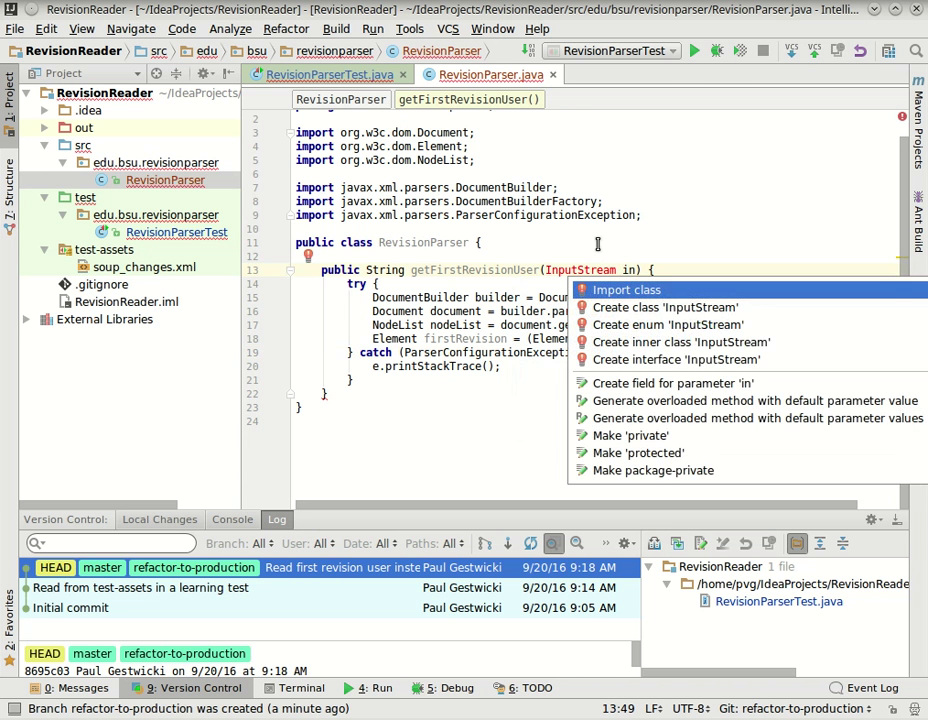 RevisionReader - [~/IdeaProjects/RevisionReader] - [RevisionReader] - ~/IdeaProjects/RevisionReader/src/edu/bsu/revisionparser/RevisionParser.java - Intelli...
File Edit View Navigate Code Analyze Refactor Build Run Tools VCS Window Help
RevisionReader src edu bsu revisionparser RevisionParser RevisionParserTest VCS VCS
Project RevisionParserTest.java RevisionParser.java
RevisionReader ~/IdeaProjects/
.idea
out
src
edu.bsu.revisionparser
RevisionParser
test
edu.bsu.revisionparser
RevisionParserTest
test-assets
soup_changes.xml
.gitignore
RevisionReader.iml
External Libraries
1: Project
7: Structure
2: Favorites
RevisionParser getFirstRevisionUser()
2
3 import org.w3c.dom.Document;
4 import org.w3c.dom.Element;
5 import org.w3c.dom.NodeList;
6
7 import javax.xml.parsers.DocumentBuilder;
8 import javax.xml.parsers.DocumentBuilderFactory;
9 import javax.xml.parsers.ParserConfigurationException;
10
11 public class RevisionParser {
12
13 public String getFirstRevisionUser(InputStream in) {
14 try {
15 DocumentBuilder builder = Docum
16 Document document = builder.par
17 NodeList nodeList = document.ge
18 Element firstRevision = (Elemen
19 } catch (ParserConfigurationExcepti
20 e.printStackTrace();
21 }
22 }
23 }
24
Import class
Create class 'InputStream'
Create enum 'InputStream'
Create inner class 'InputStream'
Create interface 'InputStream'
Create field for parameter 'in'
Generate overloaded method with default parameter value
Generate overloaded method with default parameter values
Make 'private'
Make 'protected'
Make package-private
Maven Projects
Ant Build
Version Control: Local Changes Console Log
Branch: All User: All Date: All Paths: All
HEAD master refactor-to-production Read first revision user inste Paul Gestwicki 9/20/16 9:18 AM
Read from test-assets in a learning test Paul Gestwicki 9/20/16 9:14 AM
Initial commit Paul Gestwicki 9/20/16 9:05 AM
RevisionReader 1 file
/home/pvg/IdeaProjects/RevisionReade
RevisionParserTest.java
HEAD master refactor-to-production
8695c03 Paul Gestwicki on 9/20/16 at 9:18 AM
0: Messages 9: Version Control Terminal 4: Run 5: Debug 6: TODO Event Log
Branch refactor-to-production was created (a minute ago) 13:49 LF÷ UTF-8÷ Git: refactor-to-production÷